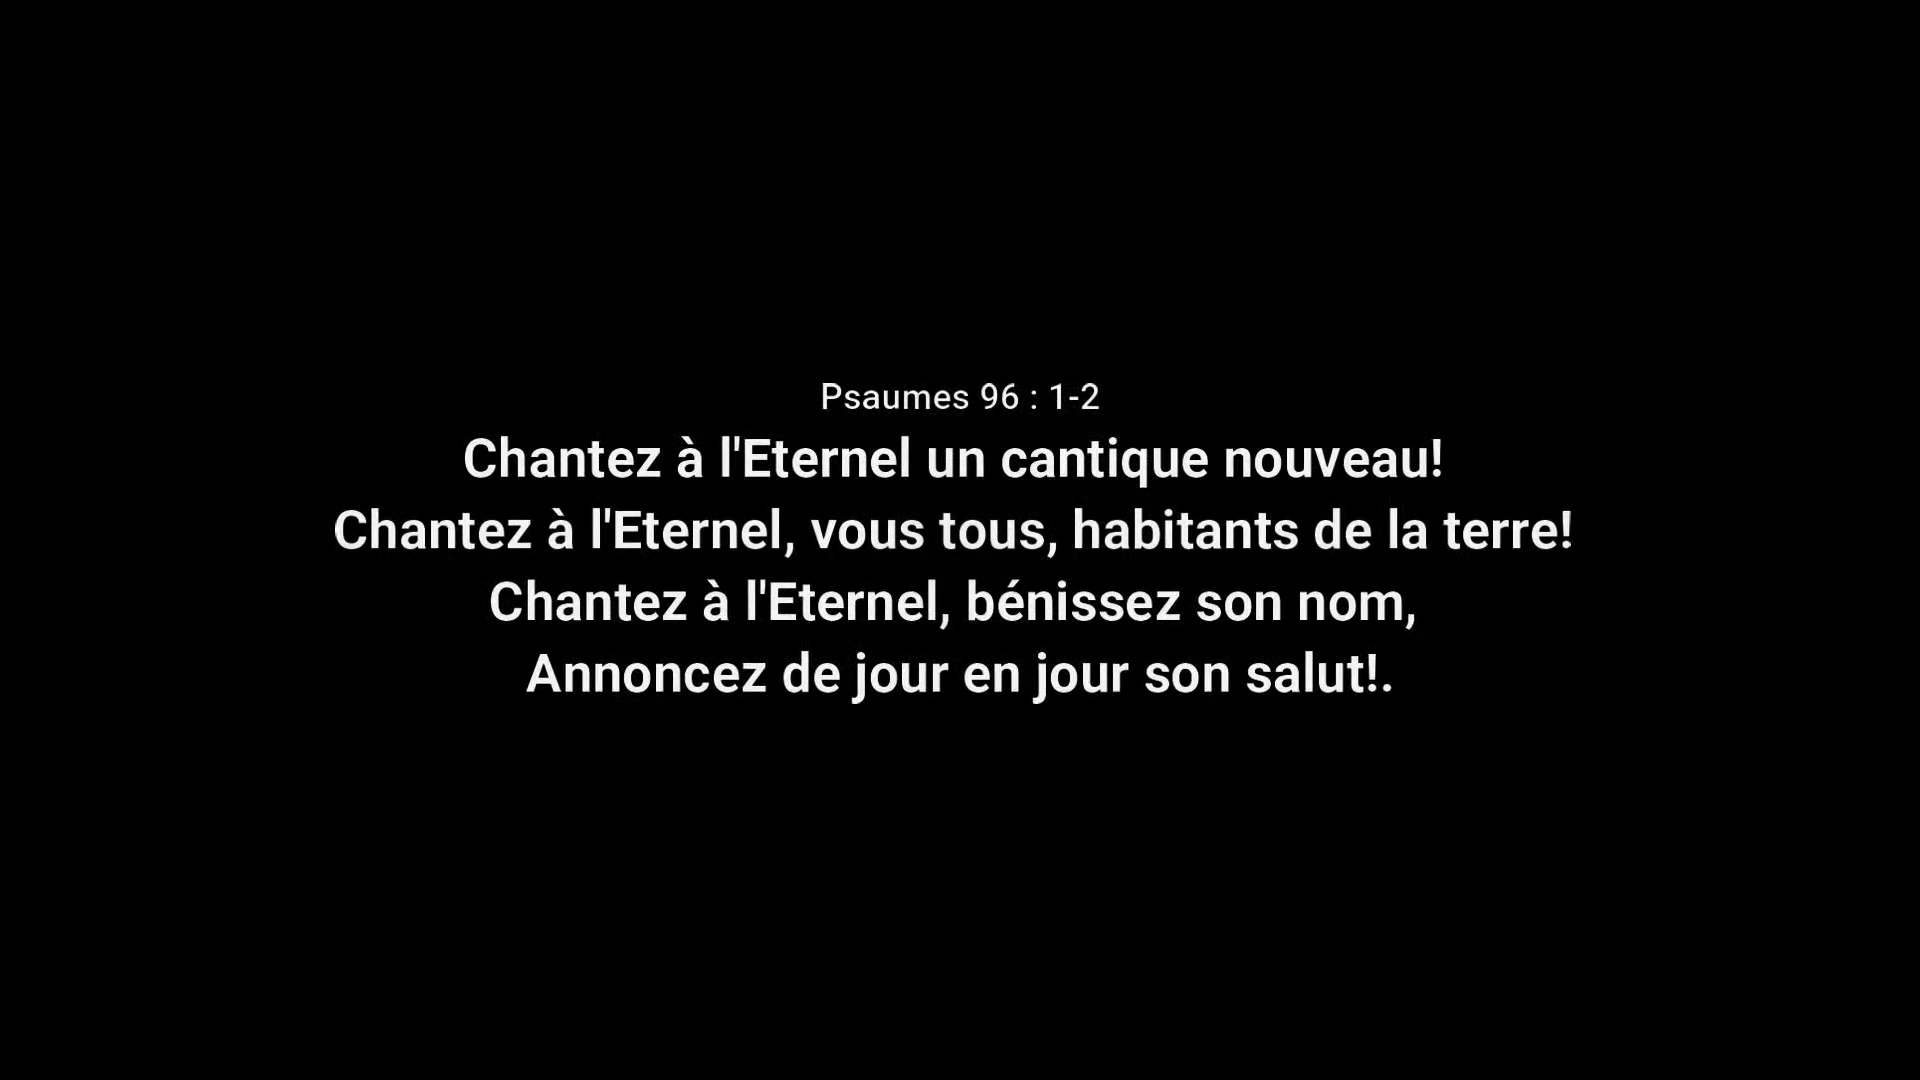 Psaumes 96 : 1-2
Chantez à l'Eternel un cantique nouveau!
Chantez à l'Eternel, vous tous, habitants de la terre!
Chantez à l'Eternel, bénissez son nom,
Annoncez de jour en jour son salut!.